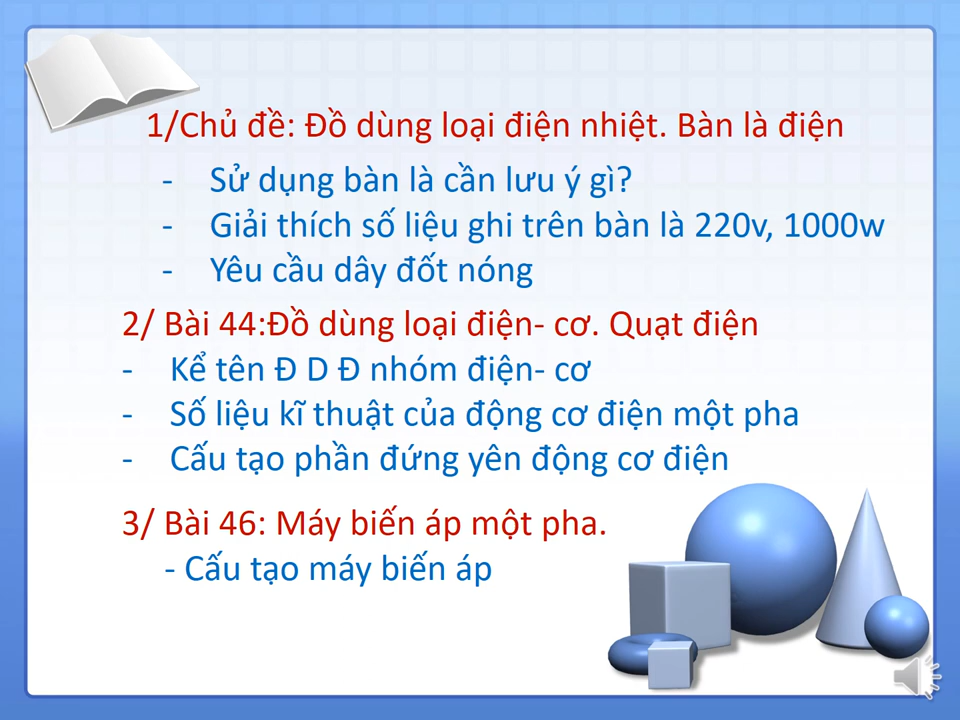 1/Chủ đề: Đồ dùng loại điện nhiệt. Bàn là điện
- Sử dụng bàn là cần lưu ý gì?
- Giải thích số liệu ghi trên bàn là 220v, 1000w
- Yêu cầu dây đốt nóng
2/ Bài 44:Đồ dùng loại điện- cơ. Quạt điện
- Kể tên Đ D Đ nhóm điện- cơ
- Số liệu kĩ thuật của động cơ điện một pha
- Cấu tạo phần đứng yên động cơ điện
3/ Bài 46: Máy biến áp một pha.
- Cấu tạo máy biến áp